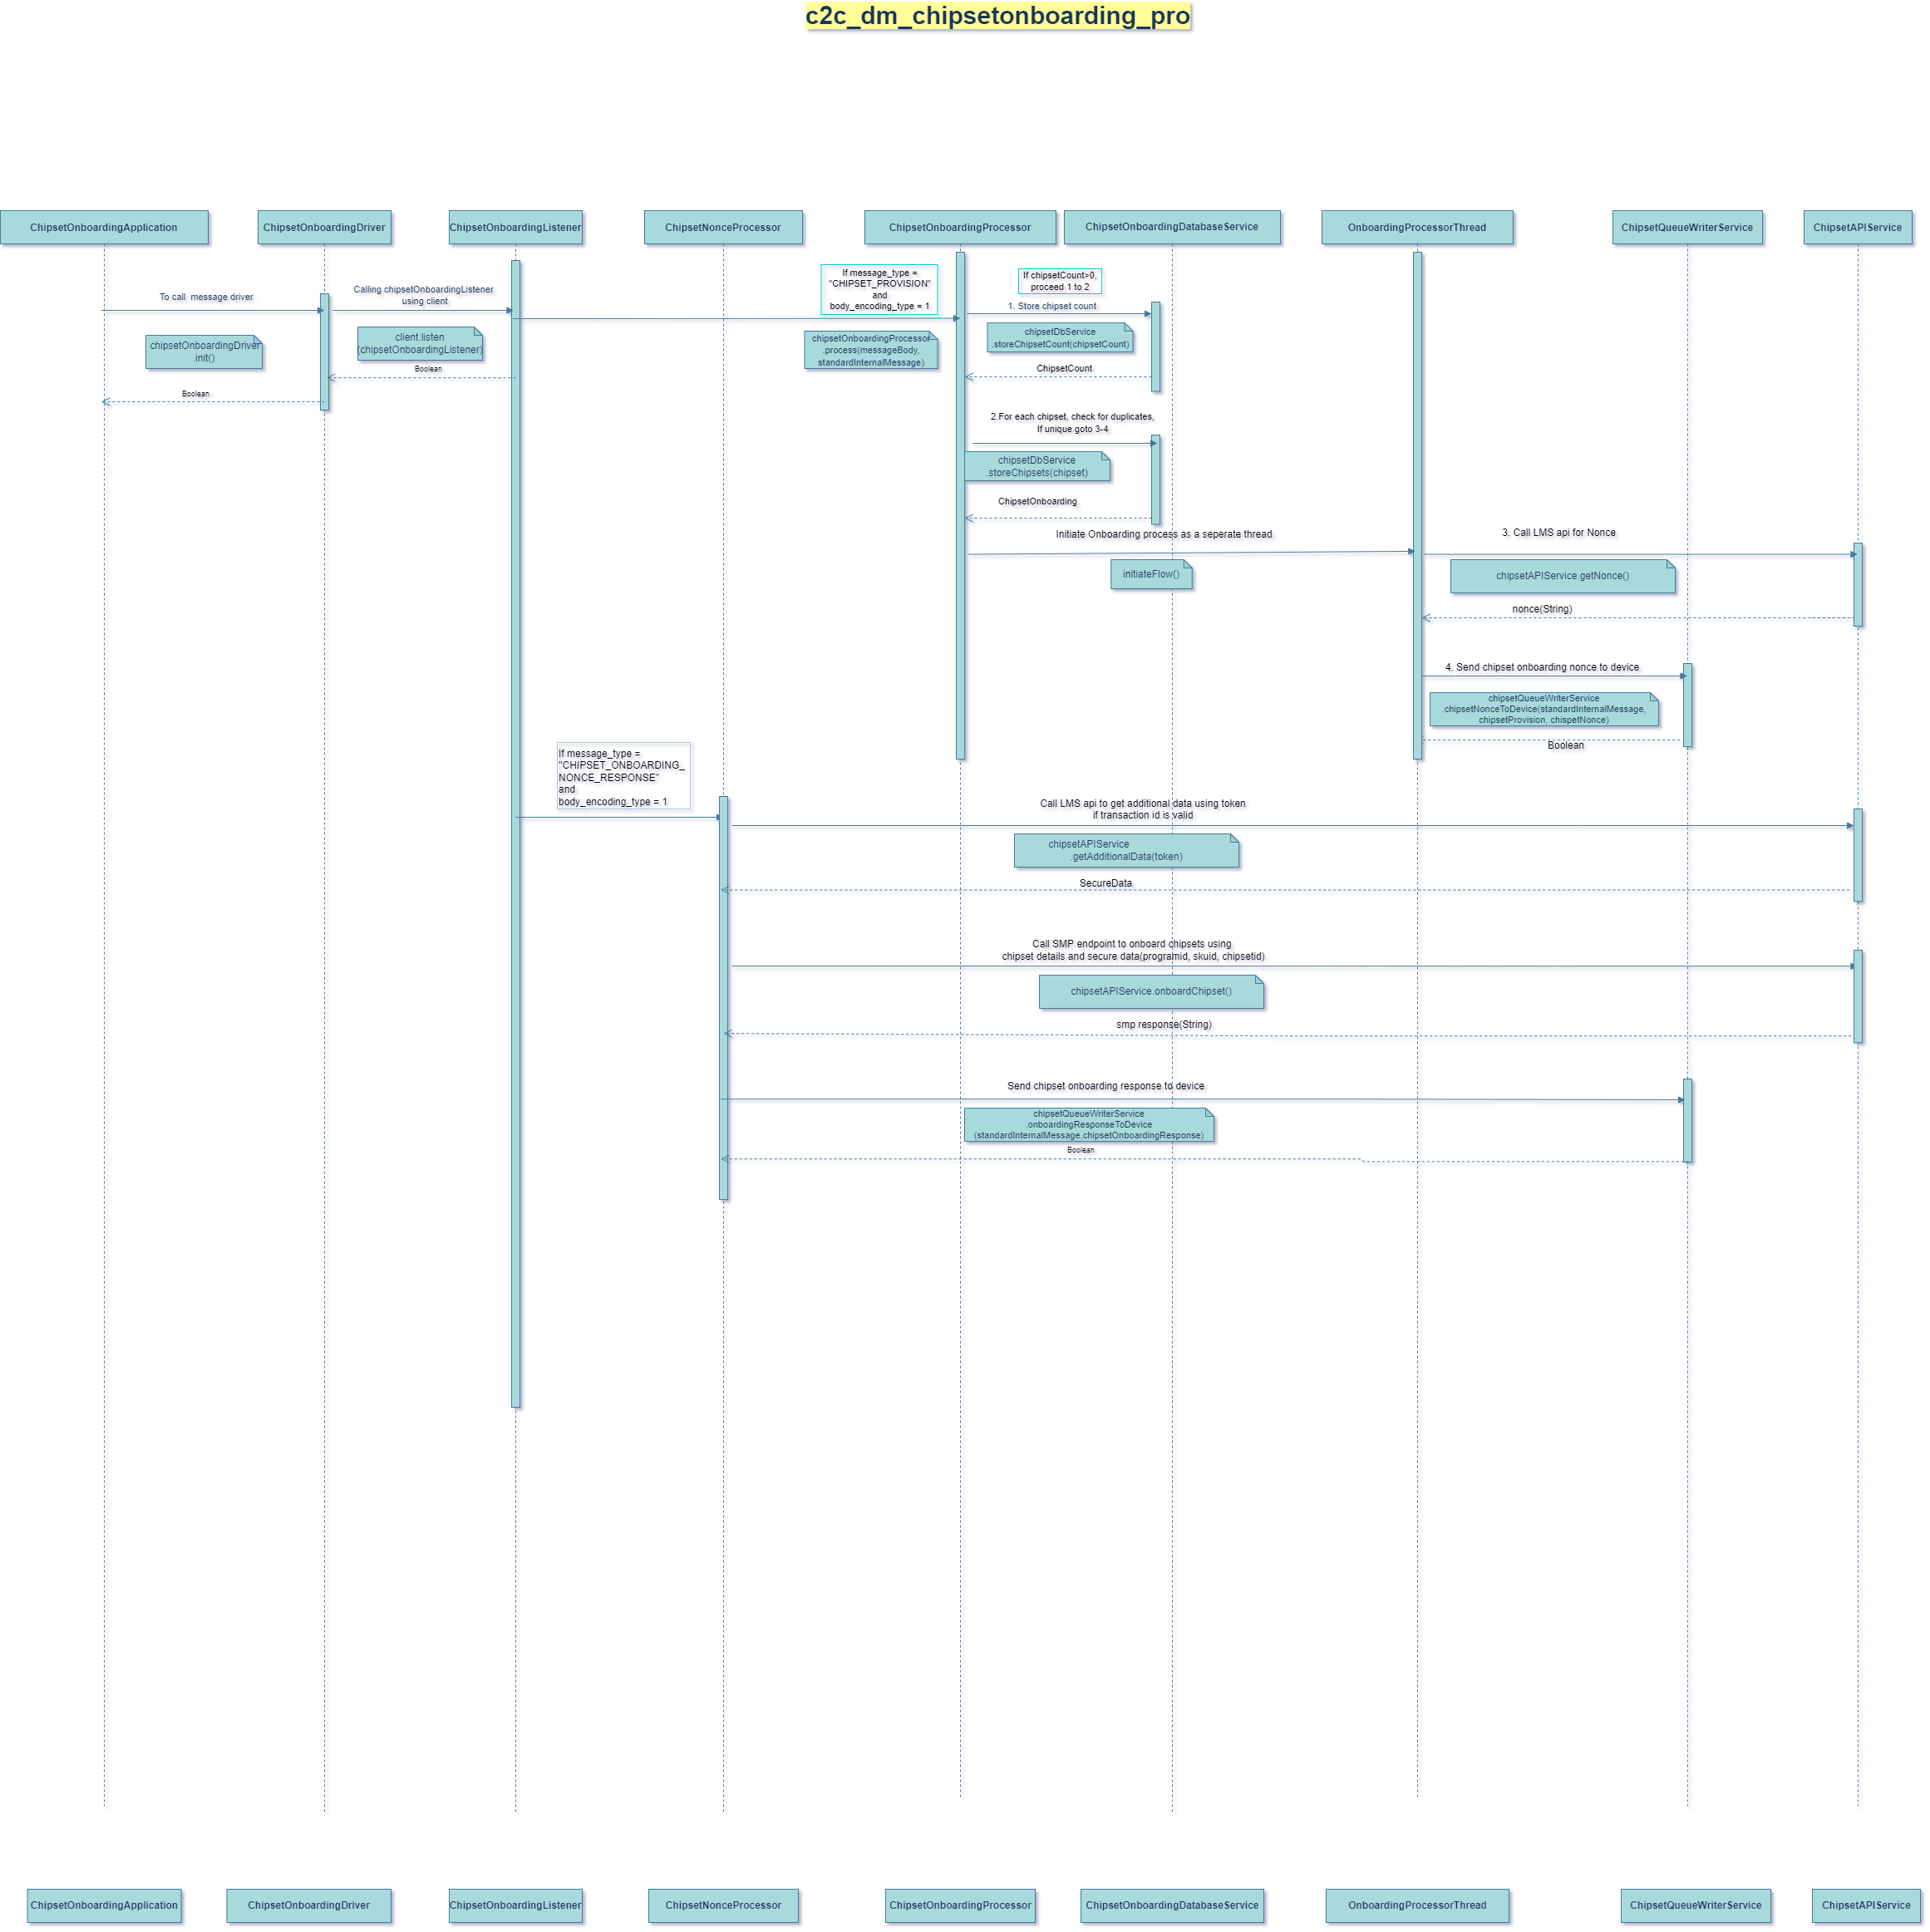 c2c_dm_chipsetonboarding_pro
ChipsetOnboardingApplication
ChipsetOnboardingDriver
ChipsetOnboardingListener
ChipsetNonceProcessor
ChipsetOnboardingProcessor
ChipsetOnboardingDatabaseService
OnboardingProcessorThread
ChipsetQueueWriterService
ChipsetAPIService
To call  message driver
chipsetOnboardingDriver
.init()
Boolean
Calling chipsetOnboardingListener
using client
client.listen
(chipsetOnboardingListener)
Boolean
If message_type =
"CHIPSET_PROVISION"
and
body_encoding_type = 1
chipsetOnboardingProcessor
.process(messageBody,
standardInternalMessage)
If chipsetCount>0,
proceed 1 to 2
1. Store chipset count
chipsetDbService
.storeChipsetCount(chipsetCount)
ChipsetCount
2.For each chipset, check for duplicates,
If unique goto 3-4
chipsetDbService
.storeChipsets(chipset)
ChipsetOnboarding
Initiate Onboarding process as a seperate thread
initiateFlow()
3. Call LMS api for Nonce
chipsetAPIService.getNonce()
nonce(String)
4. Send chipset onboarding nonce to device
chipsetQueueWriterService
.chipsetNonceToDevice(standardInternalMessage,
chipsetProvision, chispetNonce)
Boolean
If message_type =
"CHIPSET_ONBOARDING_
NONCE_RESPONSE"
and
body_encoding_type = 1
Call LMS api to get additional data using token
if transaction id is valid
chipsetAPIService
.getAdditionalData(token)
SecureData
Call SMP endpoint to onboard chipsets using
chipset details and secure data(programid, skuid, chipsetid)
chipsetAPIService.onboardChipset()
smp response(String)
Send chipset onboarding response to device
chipsetQueueWriterService
.onboardingResponseToDevice
(standardInternalMessage,chipsetOnboardingResponse)
Boolean
ChipsetOnboardingApplication
ChipsetOnboardingDriver
ChipsetOnboardingListener
ChipsetNonceProcessor
ChipsetOnboardingProcessor
ChipsetOnboardingDatabaseService
OnboardingProcessorThread
ChipsetQueueWriterService
ChipsetAPIService